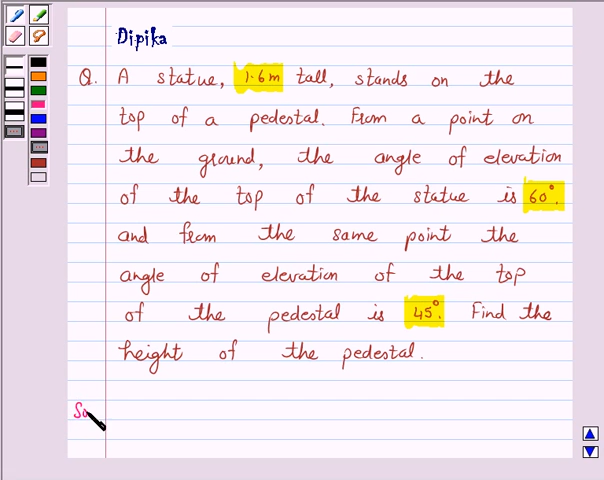 Dipika
Q. A statue, 1.6m tall, stands on the
top of a pedestal. From a point on
the ground, the angle of elevation
of the top of the statue is 60°.
and from the same point the
angle of elevation of the top
of the pedestal is 45°. Find the
height of the pedestal.
So